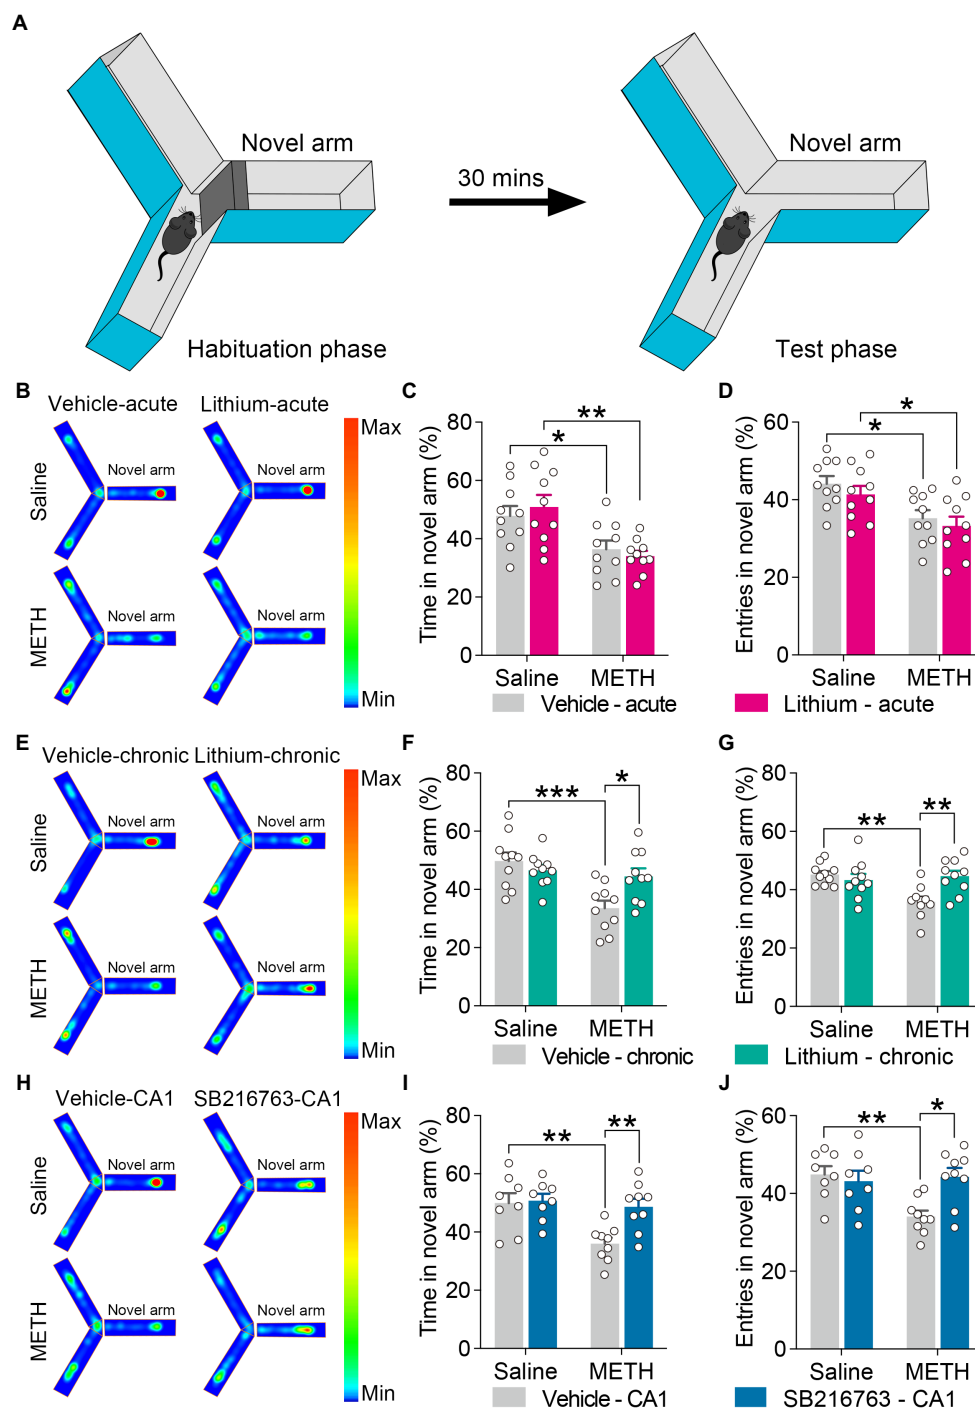 A
Novel arm
30 mins
Novel arm
Habituation phase
Test phase
B
Vehicle-acute
Lithium-acute
Saline
METH
Novel arm
Novel arm
Novel arm
Novel arm
Max
Min
C
Time in novel arm (%)
80
60
40
20
0
*
**
Saline
METH
Vehicle - acute
D
Entries in novel arm (%)
60
40
20
0
*
*
Saline
METH
Lithium - acute
E
Vehicle-chronic
Lithium-chronic
Saline
METH
Novel arm
Novel arm
Novel arm
Novel arm
Max
Min
F
Time in novel arm (%)
80
60
40
20
0
***
*
Saline
METH
Vehicle - chronic
G
Entries in novel arm (%)
80
60
40
20
0
**
**
Saline
METH
Lithium - chronic
H
Vehicle-CA1
SB216763-CA1
Saline
METH
Novel arm
Novel arm
Novel arm
Novel arm
Max
Min
I
Time in novel arm (%)
80
60
40
20
0
**
**
Saline
METH
Vehicle - CA1
J
Entries in novel arm (%)
60
40
20
0
**
*
Saline
METH
SB216763 - CA1